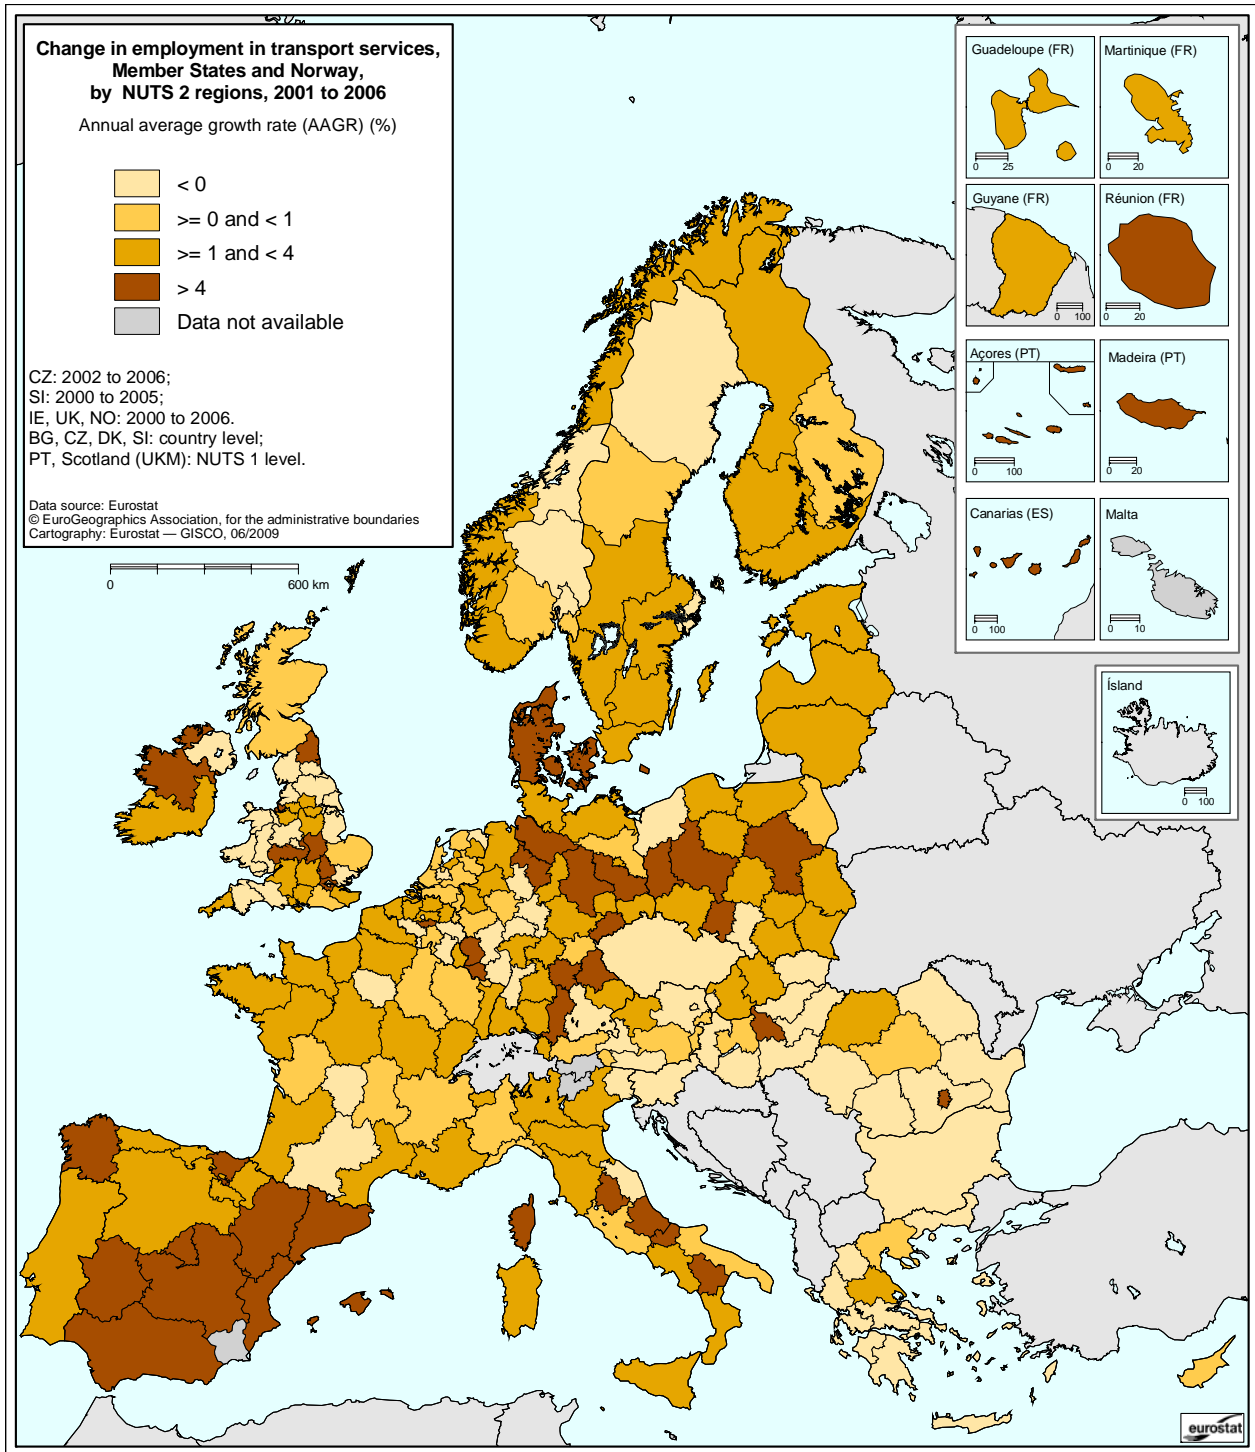 Change in employment in transport services,
Member States and Norway,
by NUTS 2 regions, 2001 to 2006
Annual average growth rate (AAGR) (%)
< 0
>= 0 and < 1
>= 1 and < 4
> 4
Data not available
CZ: 2002 to 2006;
SI: 2000 to 2005;
IE, UK, NO: 2000 to 2006.
BG, CZ, DK, SI: country level;
PT, Scotland (UKM): NUTS 1 level.
Data source: Eurostat
© EuroGeographics Association, for the administrative boundaries
Cartography: Eurostat — GISCO, 06/2009
0 600 km
Guadeloupe (FR)
0 25
Martinique (FR)
0 20
Guyane (FR)
0 100
Réunion (FR)
0 20
Açores (PT)
0 100
Madeira (PT)
0 20
Canarias (ES)
0 100
Malta
0 10
Ísland
0 100
eurostat